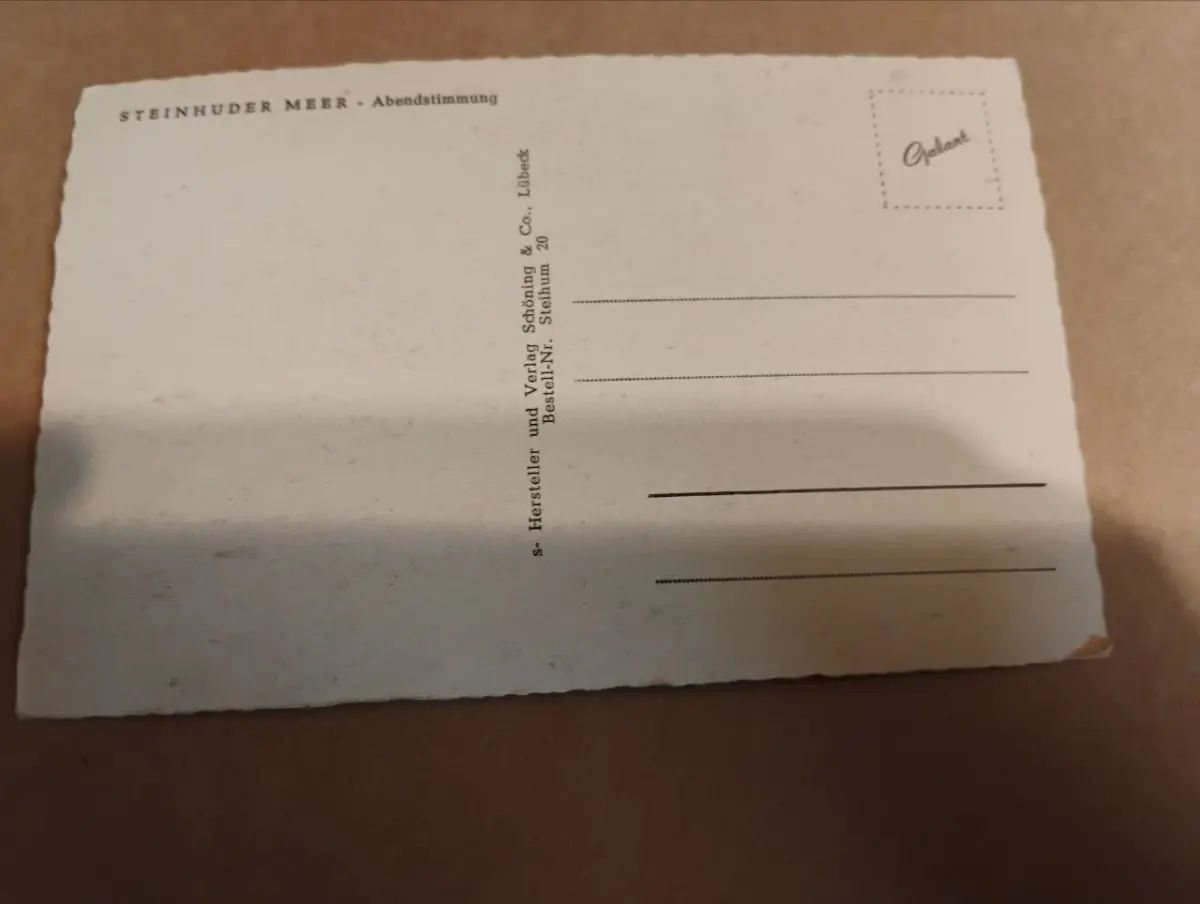 STEINHUDER MEER - Abendstimmung
Galant
s- Hersteller und Verlag Schöning & Co., Lübeck
Bestell-Nr. Steihum 20